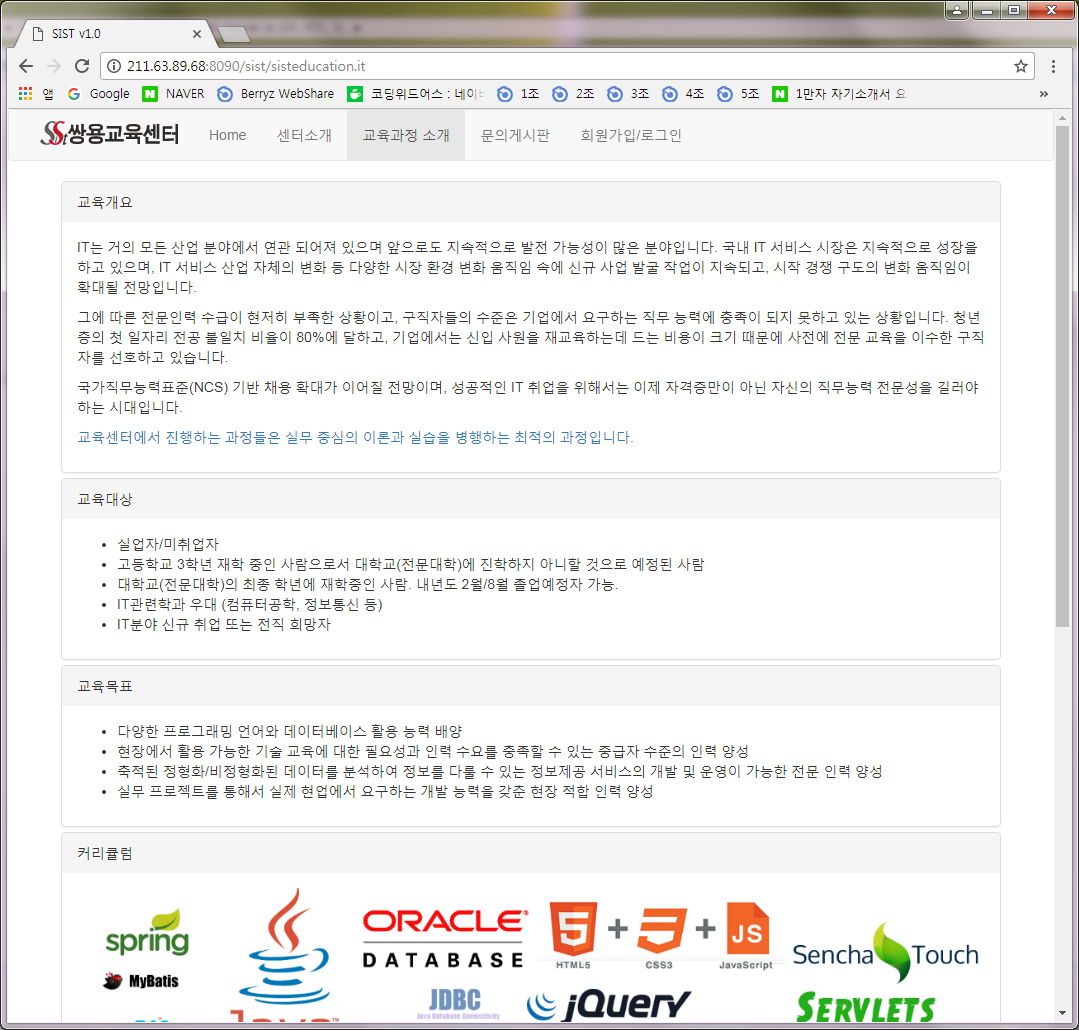 SIST v1.0
211.63.89.68:8090/sist/sisteducation.it
앱 Google NAVER Berryz WebShare 코딩위드어스 : 네이버 1조 2조 3조 4조 5조 1만자 자기소개서 요 »
쌍용교육센터 Home 센터소개 교육과정 소개 문의게시판 회원가입/로그인
교육개요
IT는 거의 모든 산업 분야에서 연관 되어져 있으며 앞으로도 지속적으로 발전 가능성이 많은 분야입니다. 국내 IT 서비스 시장은 지속적으로 성장을
하고 있으며, IT 서비스 산업 자체의 변화 등 다양한 시장 환경 변화 움직임 속에 신규 사업 발굴 작업이 지속되고, 시작 경쟁 구도의 변화 움직임이
확대될 전망입니다.
그에 따른 전문인력 수급이 현저히 부족한 상황이고, 구직자들의 수준은 기업에서 요구하는 직무 능력에 충족이 되지 못하고 있는 상황입니다. 청년
층의 첫 일자리 전공 불일치 비율이 80%에 달하고, 기업에서는 신입 사원을 재교육하는데 드는 비용이 크기 때문에 사전에 전문 교육을 이수한 구직
자를 선호하고 있습니다.
국가직무능력표준(NCS) 기반 채용 확대가 이어질 전망이며, 성공적인 IT 취업을 위해서는 이제 자격증만이 아닌 자신의 직무능력 전문성을 길러야
하는 시대입니다.
교육센터에서 진행하는 과정들은 실무 중심의 이론과 실습을 병행하는 최적의 과정입니다.
교육대상
• 실업자/미취업자
• 고등학교 3학년 재학 중인 사람으로서 대학교(전문대학)에 진학하지 아니할 것으로 예정된 사람
• 대학교(전문대학)의 최종 학년에 재학중인 사람. 내년도 2월/8월 졸업예정자 가능.
• IT관련학과 우대 (컴퓨터공학, 정보통신 등)
• IT분야 신규 취업 또는 전직 희망자
교육목표
• 다양한 프로그래밍 언어와 데이터베이스 활용 능력 배양
• 현장에서 활용 가능한 기술 교육에 대한 필요성과 인력 수요를 충족할 수 있는 중급자 수준의 인력 양성
• 축적된 정형화/비정형화된 데이터를 분석하여 정보를 다룰 수 있는 정보제공 서비스의 개발 및 운영이 가능한 전문 인력 양성
• 실무 프로젝트를 통해서 실제 현업에서 요구하는 개발 능력을 갖춘 현장 적합 인력 양성
커리큘럼
spring
MyBatis
Java
ORACLE
DATABASE
HTML5 + CSS3 + JS JavaScript
Sencha Touch
JDBC
Java Database Connectivity
jQuery
SERVLETS